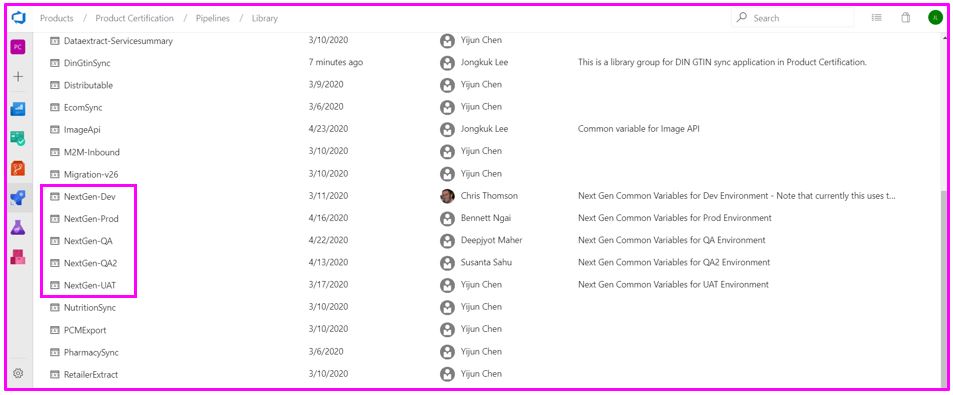 Products / Product Certification / Pipelines / Library Search JL
PC
Dataextract-Servicesummary 3/10/2020 Yijun Chen
DinGtinSync 7 minutes ago Jongkuk Lee This is a library group for DIN GTIN sync application in Product Certification.
Distributable 3/9/2020 Yijun Chen
EcomSync 3/6/2020 Yijun Chen
ImageApi 4/23/2020 Jongkuk Lee Common variable for Image API
M2M-Inbound 3/10/2020 Yijun Chen
Migration-v26 3/10/2020 Yijun Chen
NextGen-Dev 3/11/2020 Chris Thomson Next Gen Common Variables for Dev Environment - Note that currently this uses t...
NextGen-Prod 4/16/2020 Bennett Ngai Next Gen Common Variables for Prod Environment
NextGen-QA 4/22/2020 Deepjyot Maher Next Gen Common Variables for QA Environment
NextGen-QA2 4/13/2020 Susanta Sahu Next Gen Common Variables for QA2 Environment
NextGen-UAT 3/17/2020 Yijun Chen Next Gen Common Variables for UAT Environment
NutritionSync 3/10/2020 Yijun Chen
PCMExport 3/10/2020 Yijun Chen
PharmacySync 3/6/2020 Yijun Chen
RetailerExtract 3/10/2020 Yijun Chen